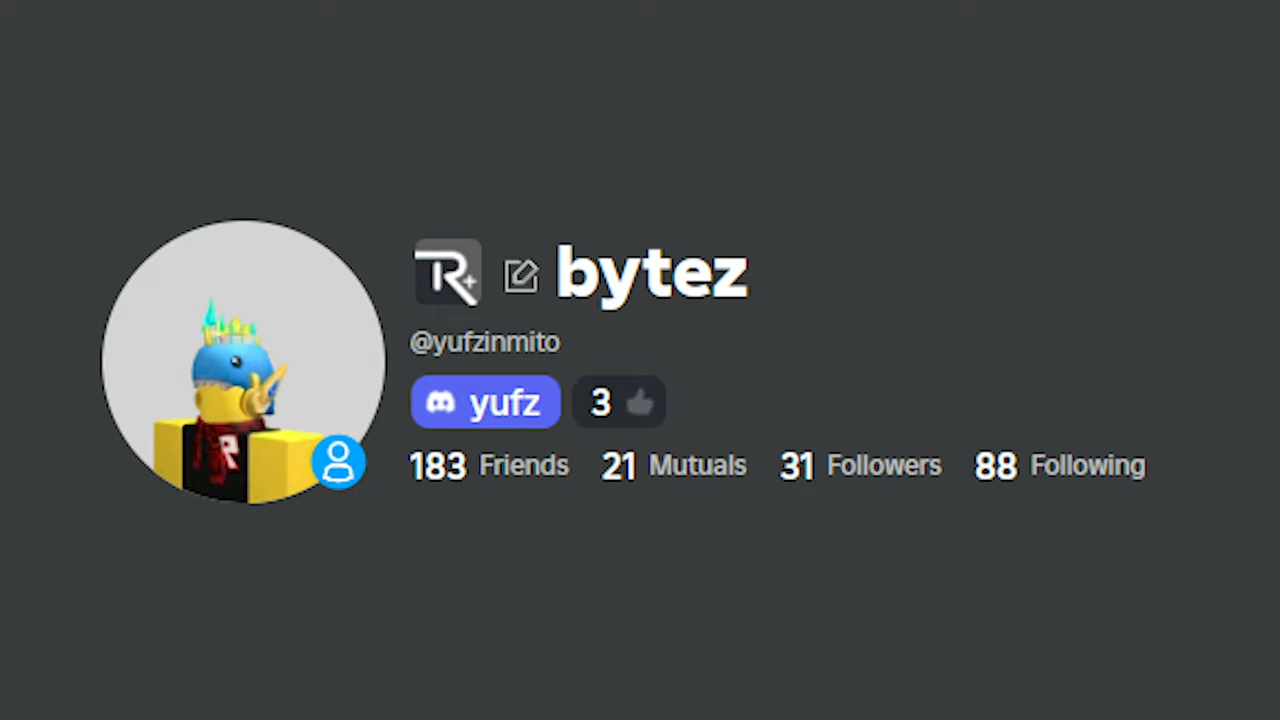 R+ bytez
@yufzinmito
yufz 3
183 Friends 21 Mutuals 31 Followers 88 Following